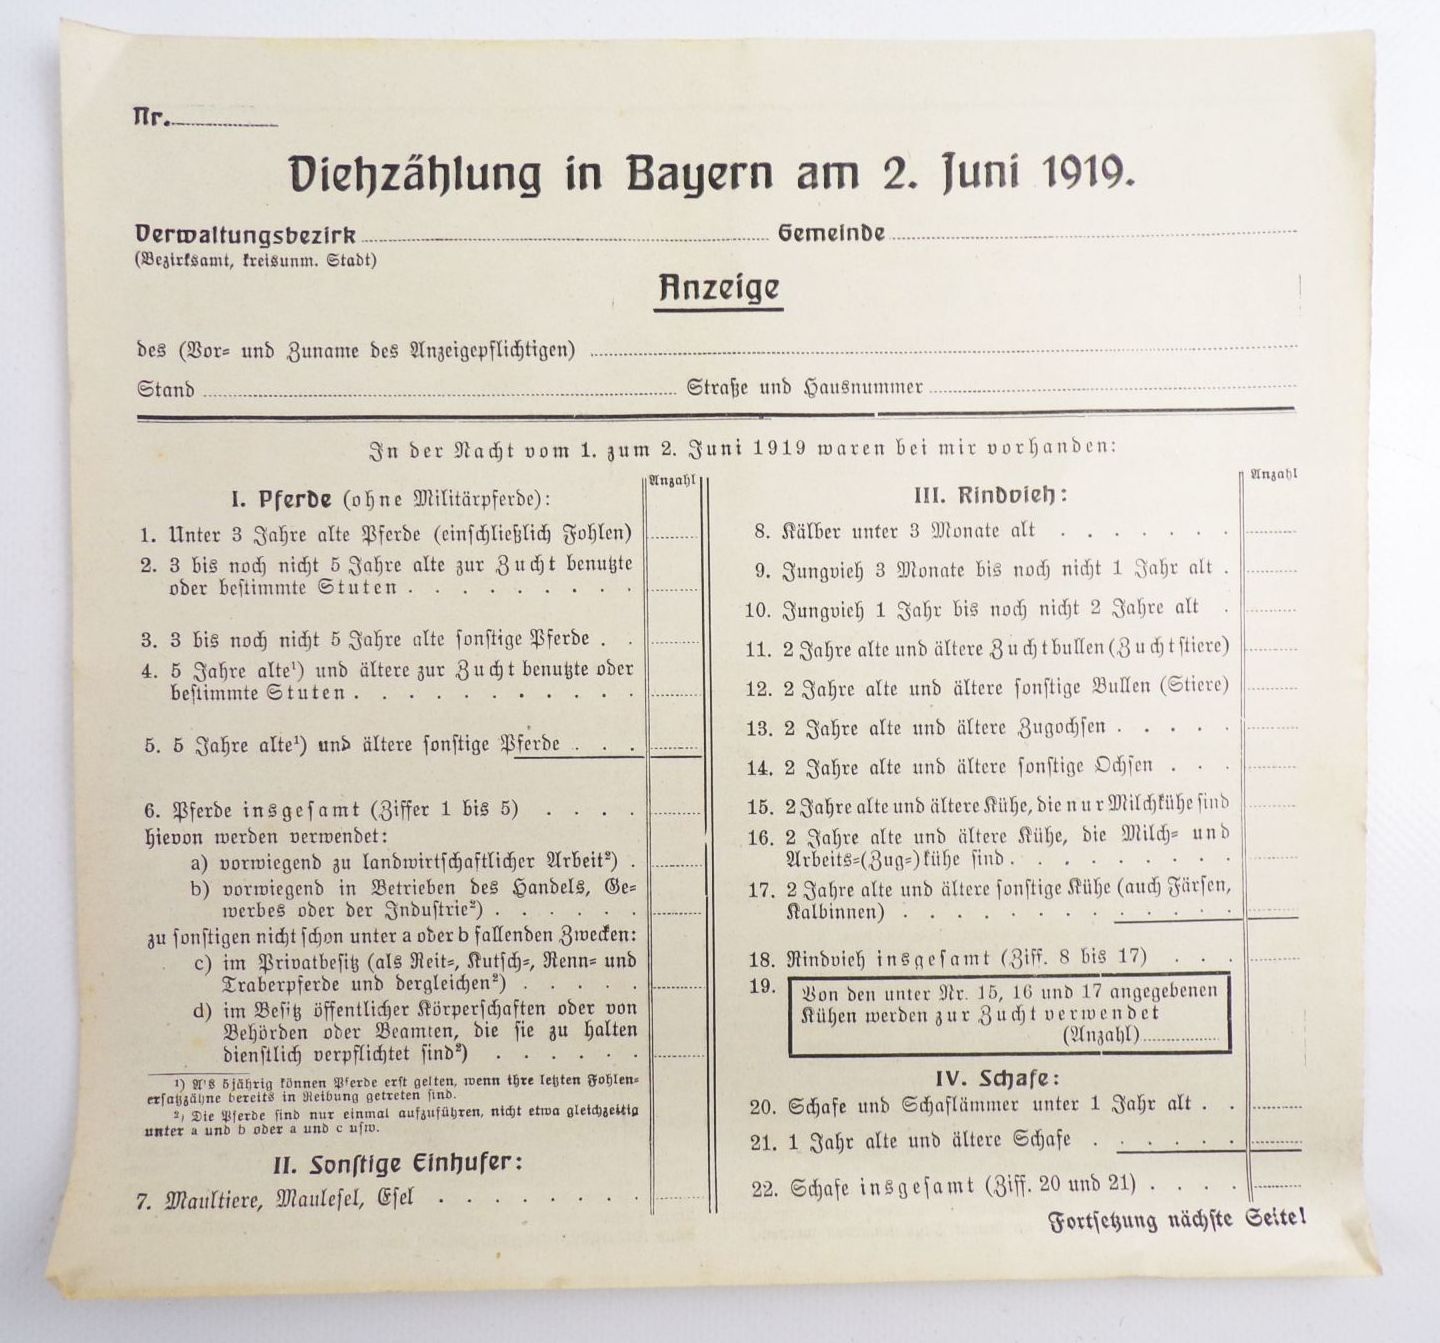 Nr.
Viehzählung in Bayern am 2. Juni 1919.
Verwaltungsbezirk
Gemeinde
(Bezirksamt, kreisunm. Stadt)
Anzeige
des (Vor= und Zuname des Anzeigepflichtigen)
Stand
Straße und Hausnummer
In der Nacht vom 1. zum 2. Juni 1919 waren bei mir vorhanden:
Anzahl
I. Pferde (ohne Militärpferde):
1. Unter 3 Jahre alte Pferde (einschließlich Fohlen)
2. 3 bis noch nicht 5 Jahre alte zur Zucht benutzte
oder bestimmte Stuten . . . . . . . . .
3. 3 bis noch nicht 5 Jahre alte sonstige Pferde . .
4. 5 Jahre alte¹) und ältere zur Zucht benutzte oder
bestimmte Stuten . . . . . . . . . . .
5. 5 Jahre alte¹) und ältere sonstige Pferde . . .
6. Pferde insgesamt (Ziffer 1 bis 5) . . . .
hievon werden verwendet:
a) vorwiegend zu landwirtschaftlicher Arbeit²) .
b) vorwiegend in Betrieben des Handels, Ge=
werbes oder der Industrie²) . . . . . .
zu sonstigen nicht schon unter a oder b fallenden Zwecken:
c) im Privatbesitz (als Reit=, Kutsch=, Renn= und
Traberpferde und dergleichen²) . . . . .
d) im Besitz öffentlicher Körperschaften oder von
Behörden oder Beamten, die sie zu halten
dienstlich verpflichtet sind²) . . . . . .
¹) Als 5jährig können Pferde erst gelten, wenn ihre letzten Fohlen=
ersatzzähne bereits in Reibung getreten sind.
²) Die Pferde sind nur einmal aufzuführen, nicht etwa gleichzeitig
unter a und b oder a und c usw.
II. Sonstige Einhufer:
7. Maultiere, Maulesel, Esel . . . . . . . .
Anzahl
III. Rindvieh:
8. Kälber unter 3 Monate alt . . . . . . .
9. Jungvieh 3 Monate bis noch nicht 1 Jahr alt .
10. Jungvieh 1 Jahr bis noch nicht 2 Jahre alt .
11. 2 Jahre alte und ältere Zuchtbullen (Zuchtstiere)
12. 2 Jahre alte und ältere sonstige Bullen (Stiere)
13. 2 Jahre alte und ältere Zugochsen . . . . .
14. 2 Jahre alte und ältere sonstige Ochsen . . .
15. 2 Jahre alte und ältere Kühe, die nur Milchkühe sind
16. 2 Jahre alte und ältere Kühe, die Milch= und
Arbeits=(Zug=)kühe sind . . . . . . . . .
17. 2 Jahre alte und ältere sonstige Kühe (auch Färsen,
Kalbinnen) . . . . . . . . . . . . .
18. Rindvieh insgesamt (Ziff. 8 bis 17) . . .
19. Von den unter Nr. 15, 16 und 17 angegebenen
Kühen werden zur Zucht verwendet
(Anzahl)
IV. Schafe:
20. Schafe und Schaflämmer unter 1 Jahr alt . .
21. 1 Jahr alte und ältere Schafe . . . . . .
22. Schafe insgesamt (Ziff. 20 und 21) . . . .
Fortsetzung nächste Seite!